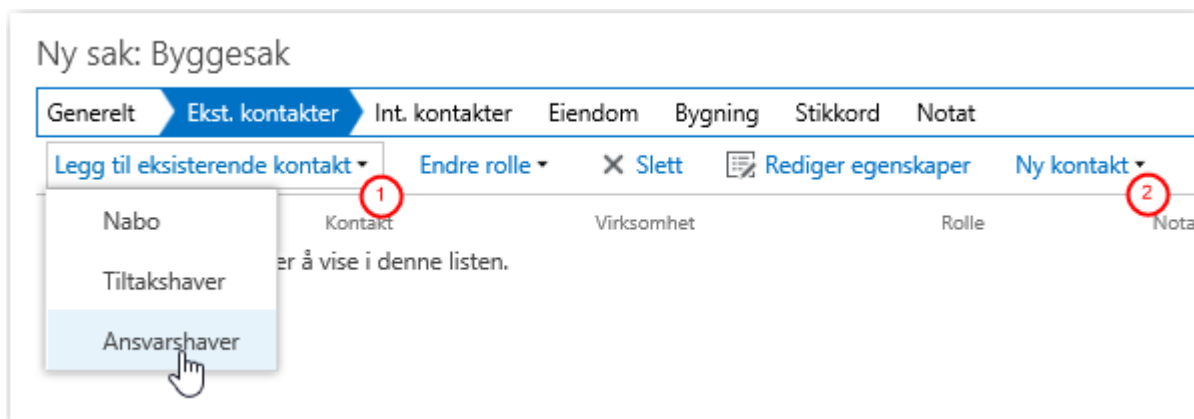 Ny sak: Byggesak
Generelt Ekst. kontakter Int. kontakter Eiendom Bygning Stikkord Notat
Legg til eksisterende kontakt Endre rolle Slett Rediger egenskaper Ny kontakt
1 2
Nabo Kontakt Virksomhet Rolle Nota
er å vise i denne listen.
Tiltakshaver
Ansvarshaver